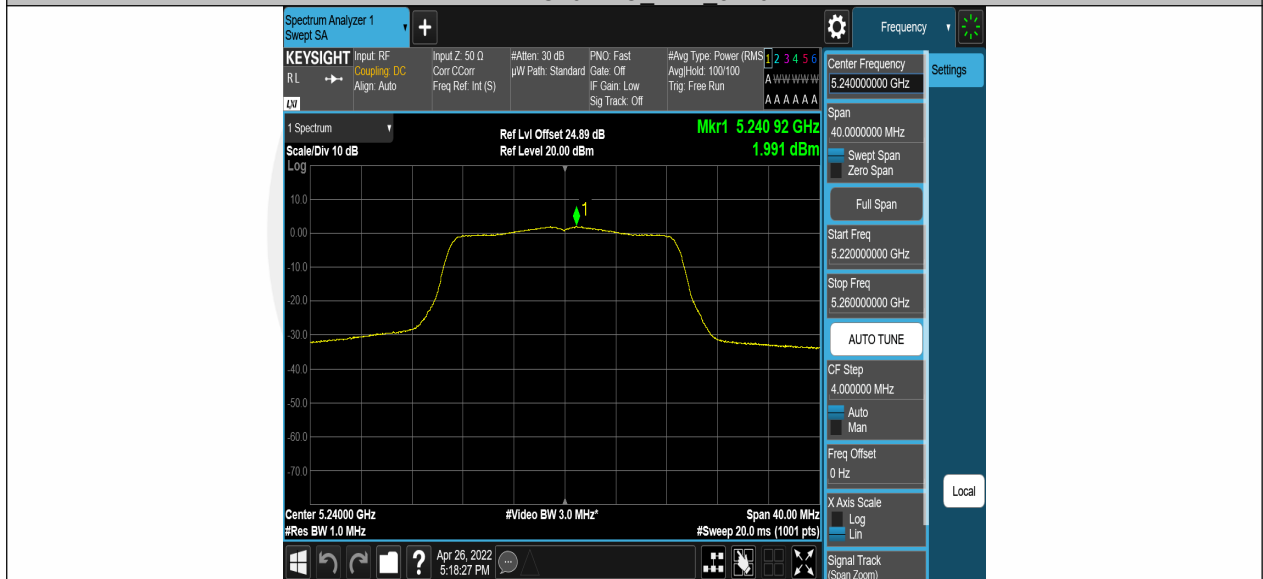 Spectrum Analyzer 1
Swept SA
+
Frequency
KEYSIGHT
RL
LXI
Input: RF
Coupling: DC
Align: Auto
Input Z: 50 Ω
Corr CCorr
Freq Ref: Int (S)
#Atten: 30 dB
µW Path: Standard
PNO: Fast
Gate: Off
IF Gain: Low
Sig Track: Off
#Avg Type: Power (RMS
Avg|Hold: 100/100
Trig: Free Run
1 2 3 4 5 6
A W W W W W
A A A A A A
1 Spectrum
Scale/Div 10 dB
Log
Ref Lvl Offset 24.89 dB
Ref Level 20.00 dBm
Mkr1 5.240 92 GHz
1.991 dBm
1
10.0
0.00
-10.0
-20.0
-30.0
-40.0
-50.0
-60.0
-70.0
Center 5.24000 GHz
#Res BW 1.0 MHz
#Video BW 3.0 MHz*
Span 40.00 MHz
#Sweep 20.0 ms (1001 pts)
Apr 26, 2022
5:18:27 PM
Center Frequency
5.240000000 GHz
Settings
Span
40.0000000 MHz
Swept Span
Zero Span
Full Span
Start Freq
5.220000000 GHz
Stop Freq
5.260000000 GHz
AUTO TUNE
CF Step
4.000000 MHz
Auto
Man
Freq Offset
0 Hz
X Axis Scale
Log
Lin
Local
Signal Track
(Span Zoom)